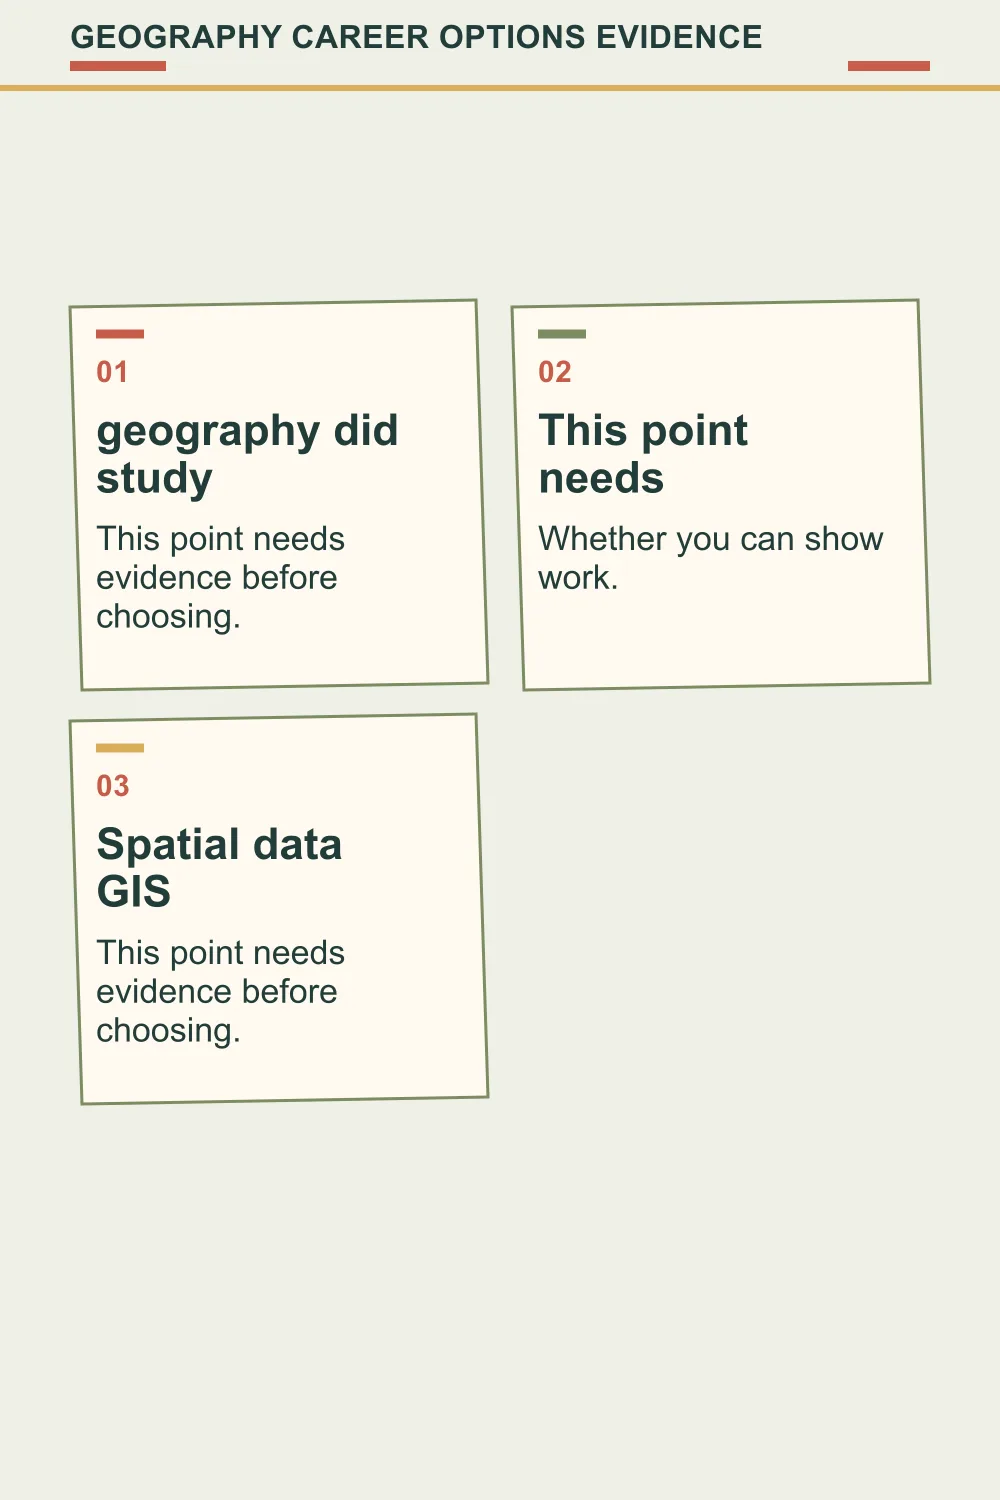 GEOGRAPHY CAREER OPTIONS EVIDENCE
01
geography did
study
This point needs
evidence before
choosing.
02
This point
needs
Whether you can show
work.
03
Spatial data
GIS
This point needs
evidence before
choosing.